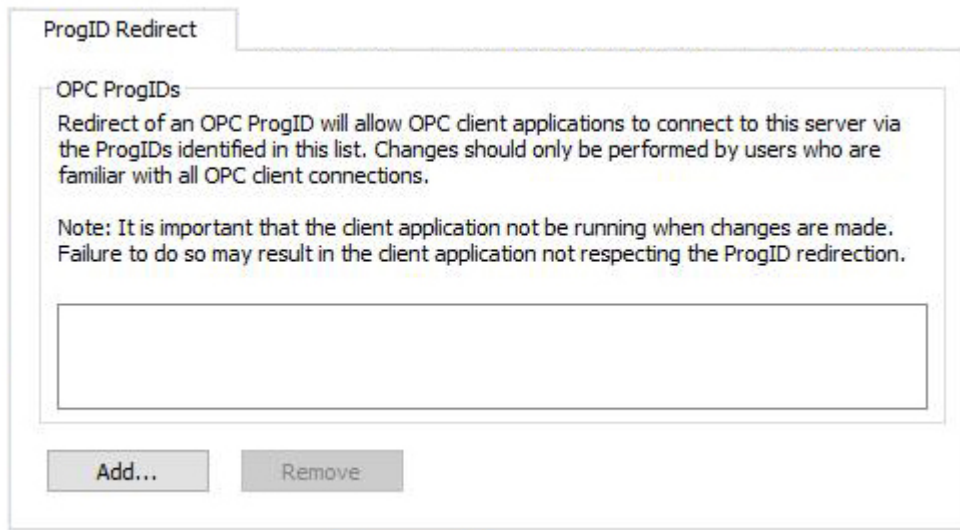 ProgID Redirect
OPC ProgIDs
Redirect of an OPC ProgID will allow OPC client applications to connect to this server via
the ProgIDs identified in this list. Changes should only be performed by users who are
familiar with all OPC client connections.
Note: It is important that the client application not be running when changes are made.
Failure to do so may result in the client application not respecting the ProgID redirection.
Add...
Remove